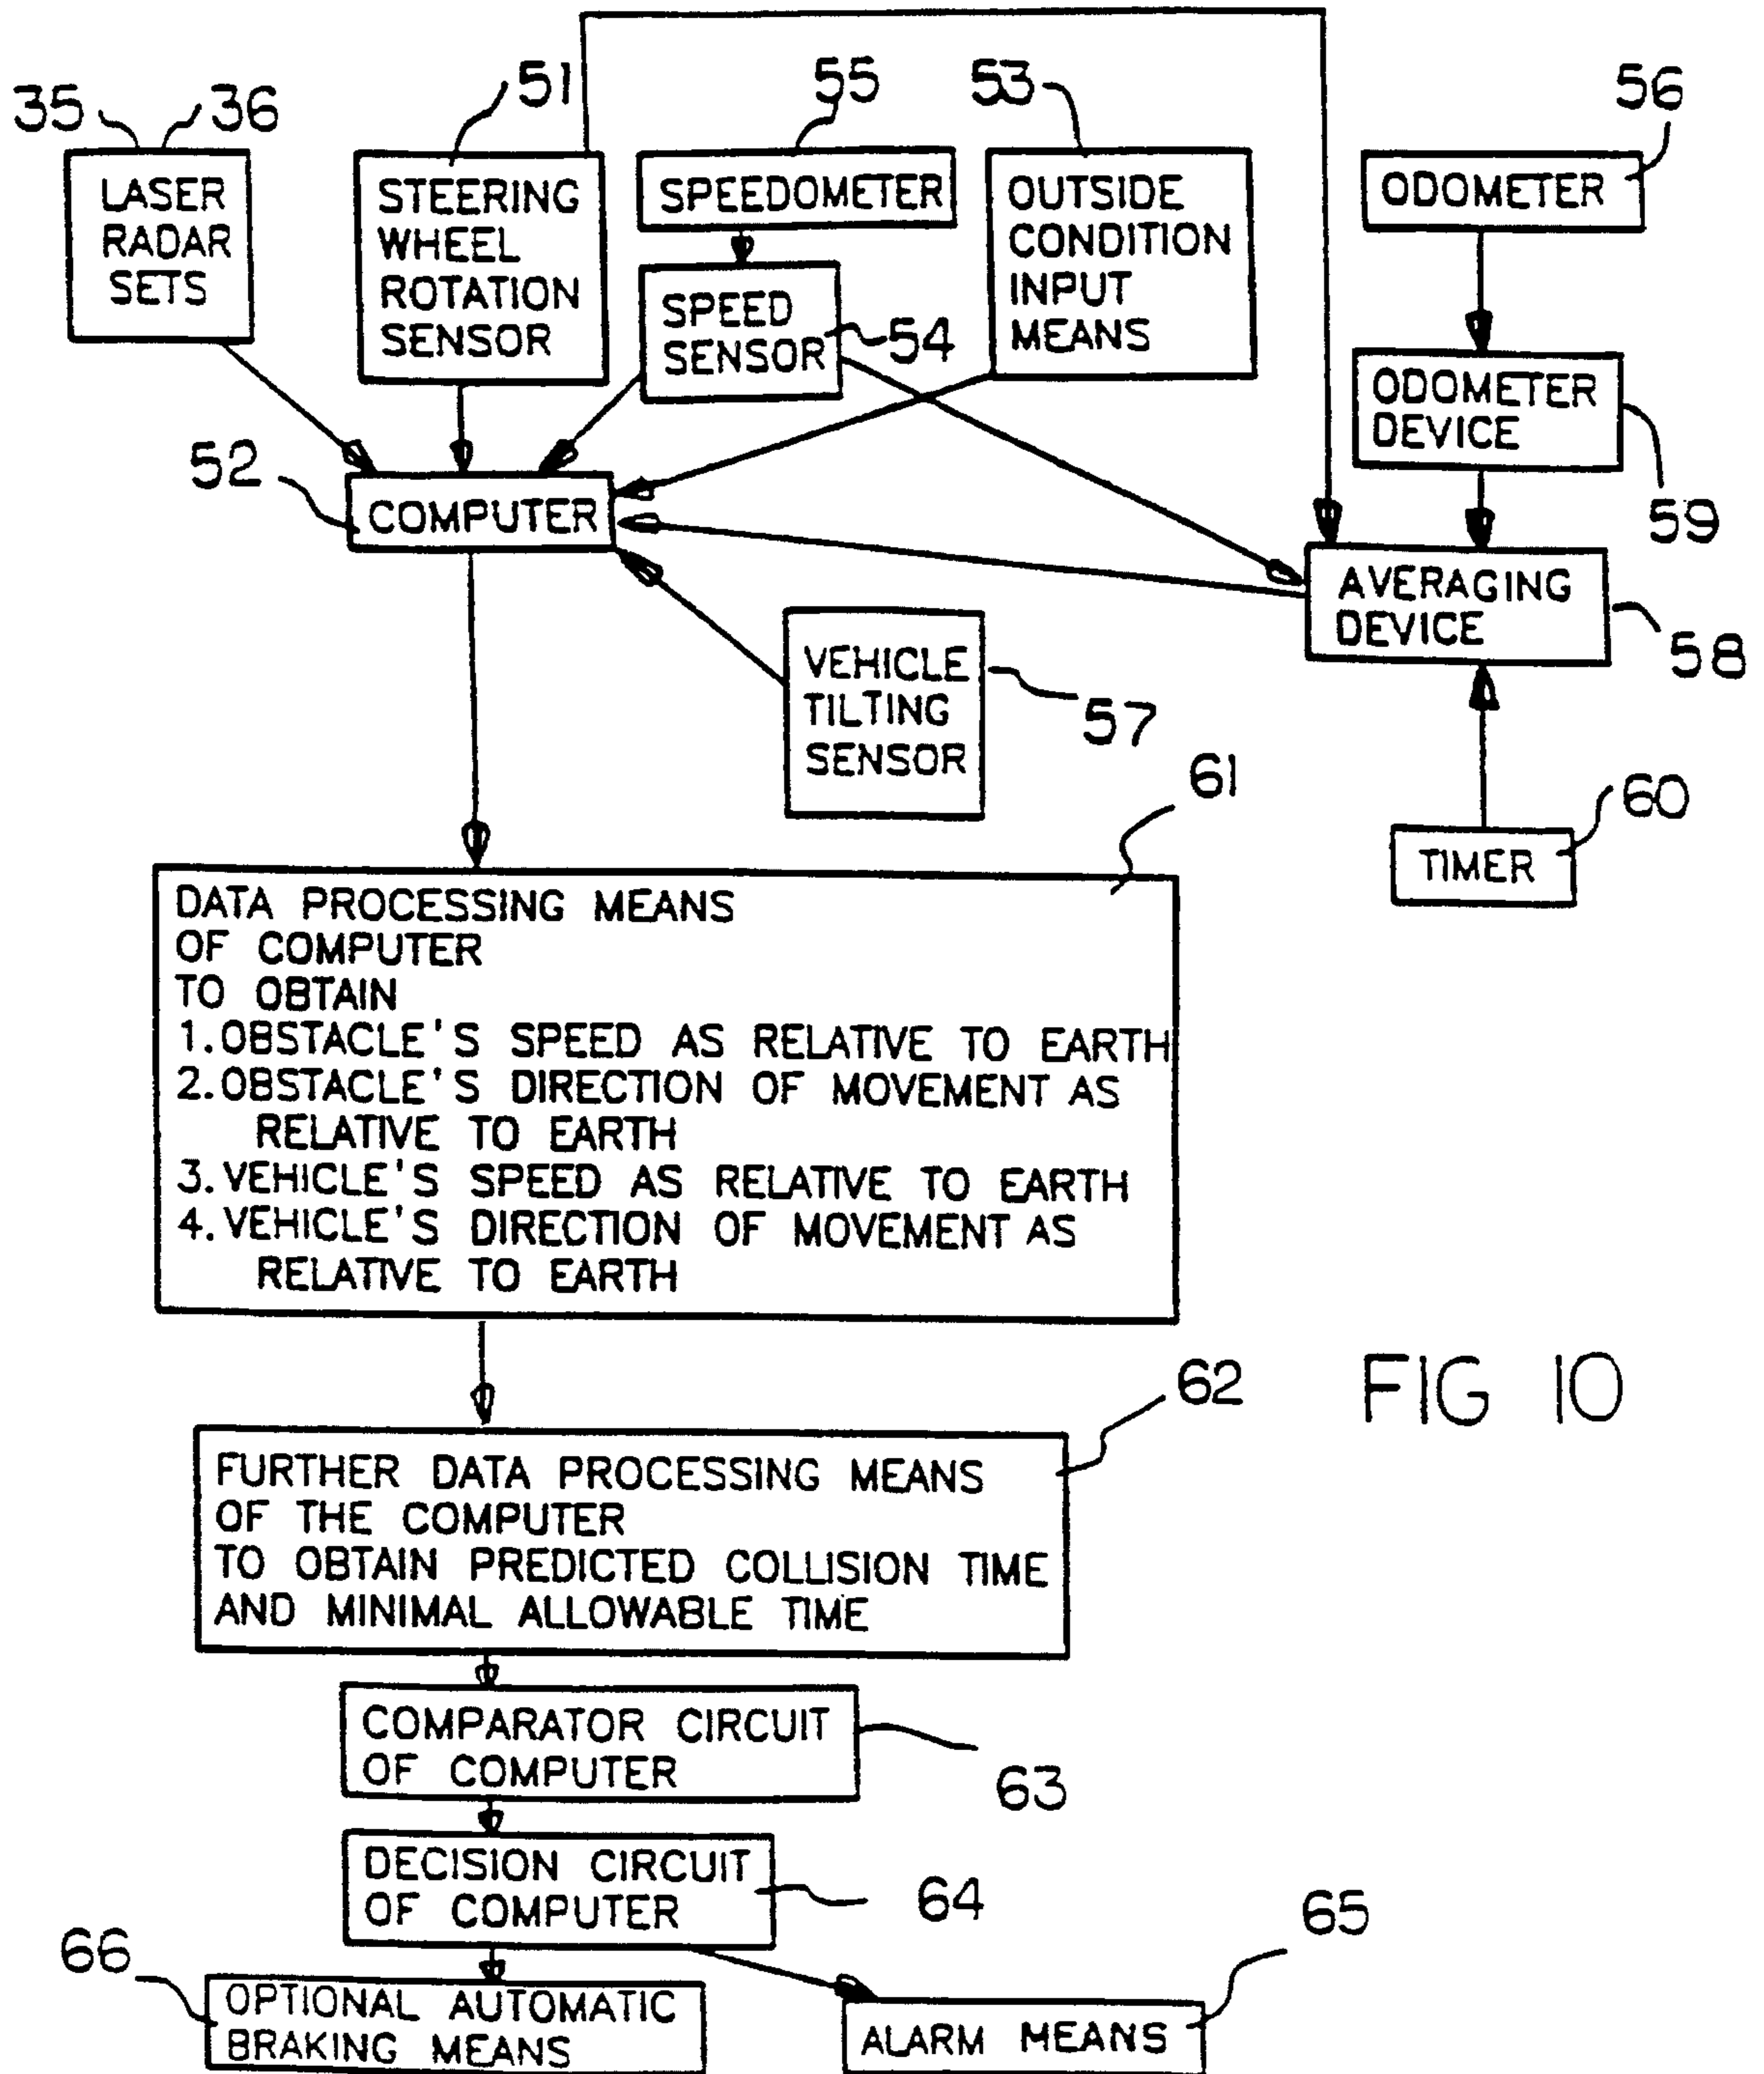 35 36
51
55
53
56
LASER
RADAR
SETS
STEERING
WHEEL
ROTATION
SENSOR
SPEEDOMETER
SPEED
SENSOR
54
OUTSIDE
CONDITION
INPUT
MEANS
ODOMETER
ODOMETER
DEVICE
59
52
COMPUTER
AVERAGING
DEVICE
58
VEHICLE
TILTING
SENSOR
57
60
TIMER
61
DATA PROCESSING MEANS
OF COMPUTER
TO OBTAIN
1. OBSTACLE'S SPEED AS RELATIVE TO EARTH
2. OBSTACLE'S DIRECTION OF MOVEMENT AS
RELATIVE TO EARTH
3. VEHICLE'S SPEED AS RELATIVE TO EARTH
4. VEHICLE'S DIRECTION OF MOVEMENT AS
RELATIVE TO EARTH
FIG 10
62
FURTHER DATA PROCESSING MEANS
OF THE COMPUTER
TO OBTAIN PREDICTED COLLISION TIME
AND MINIMAL ALLOWABLE TIME
COMPARATOR CIRCUIT
OF COMPUTER
63
DECISION CIRCUIT
OF COMPUTER
64
65
66
OPTIONAL AUTOMATIC
BRAKING MEANS
ALARM MEANS